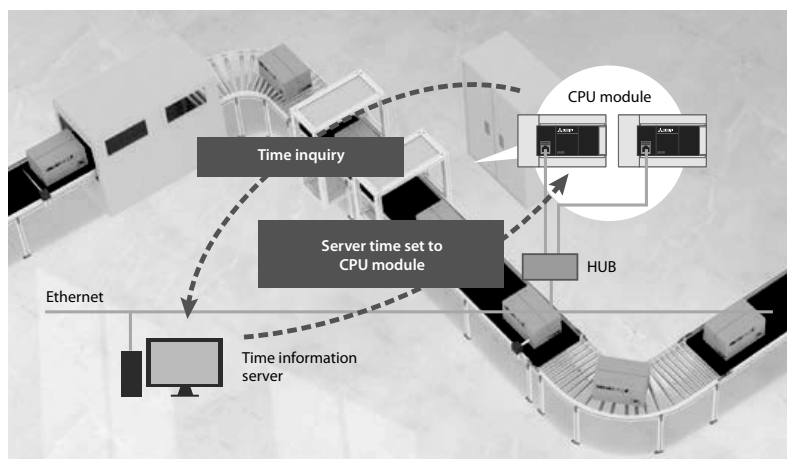 CPU module
Time inquiry
Server time set to
CPU module
HUB
Ethernet
Time information
server